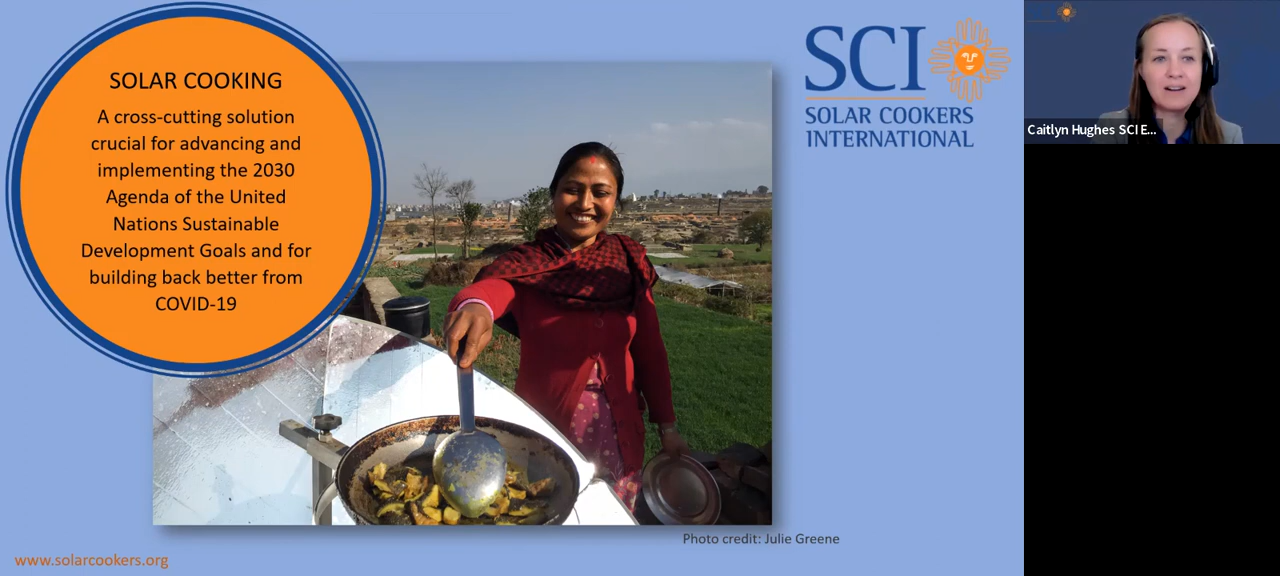 SOLAR COOKING
A cross-cutting solution
crucial for advancing and
implementing the 2030
Agenda of the United
Nations Sustainable
Development Goals and for
building back better from
COVID-19
SCI
SOLAR COOKERS
INTERNATIONAL
Caitlyn Hughes SCI E...
Photo credit: Julie Greene
www.solarcookers.org